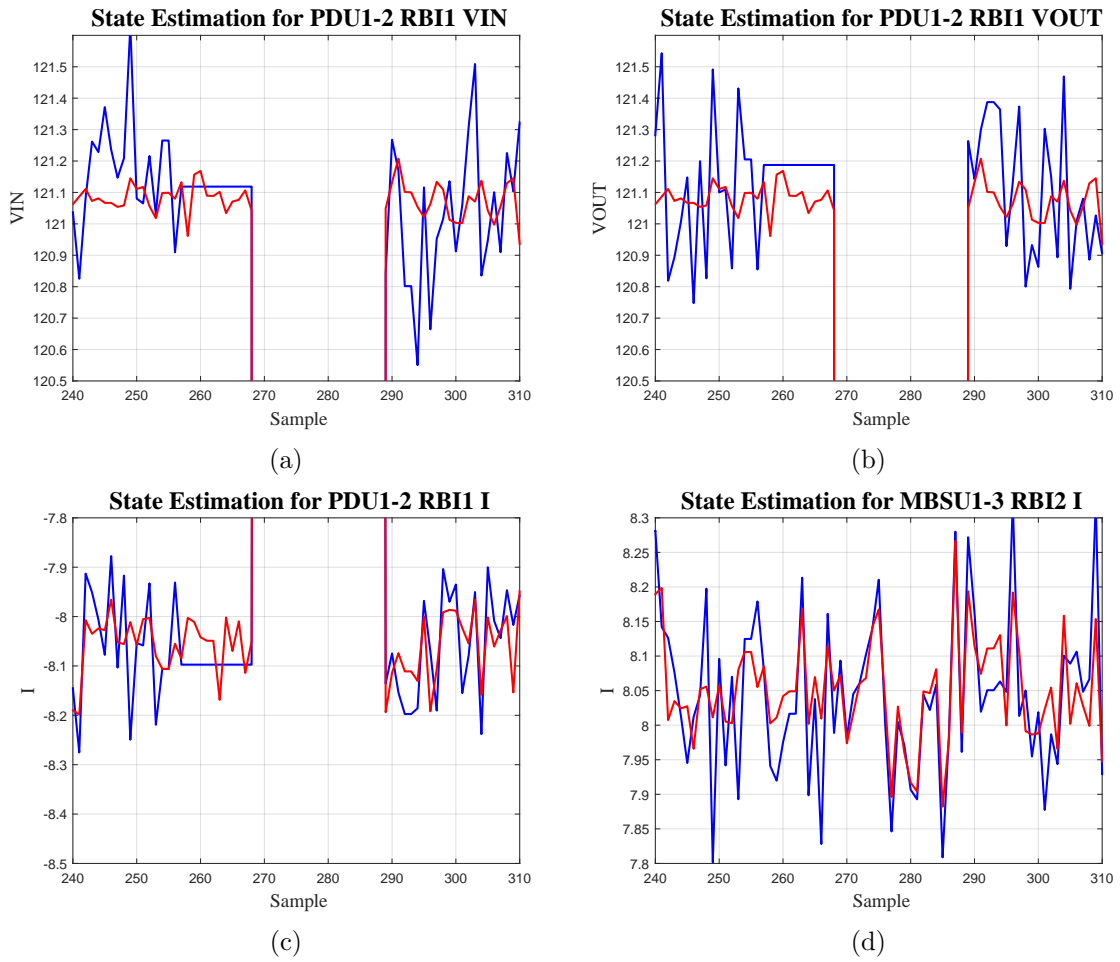 State Estimation for PDU1-2 RBI1 VIN
121.5
121.4
121.3
121.2
121.1
121
120.9
120.8
120.7
120.6
120.5
VIN
240 250 260 270 280 290 300 310
Sample
(a)
State Estimation for PDU1-2 RBI1 VOUT
121.5
121.4
121.3
121.2
121.1
121
120.9
120.8
120.7
120.6
120.5
VOUT
240 250 260 270 280 290 300 310
Sample
(b)
State Estimation for PDU1-2 RBI1 I
-7.8
-7.9
-8
-8.1
-8.2
-8.3
-8.4
-8.5
I
240 250 260 270 280 290 300 310
Sample
(c)
State Estimation for MBSU1-3 RBI2 I
8.3
8.25
8.2
8.15
8.1
8.05
8
7.95
7.9
7.85
7.8
I
240 250 260 270 280 290 300 310
Sample
(d)